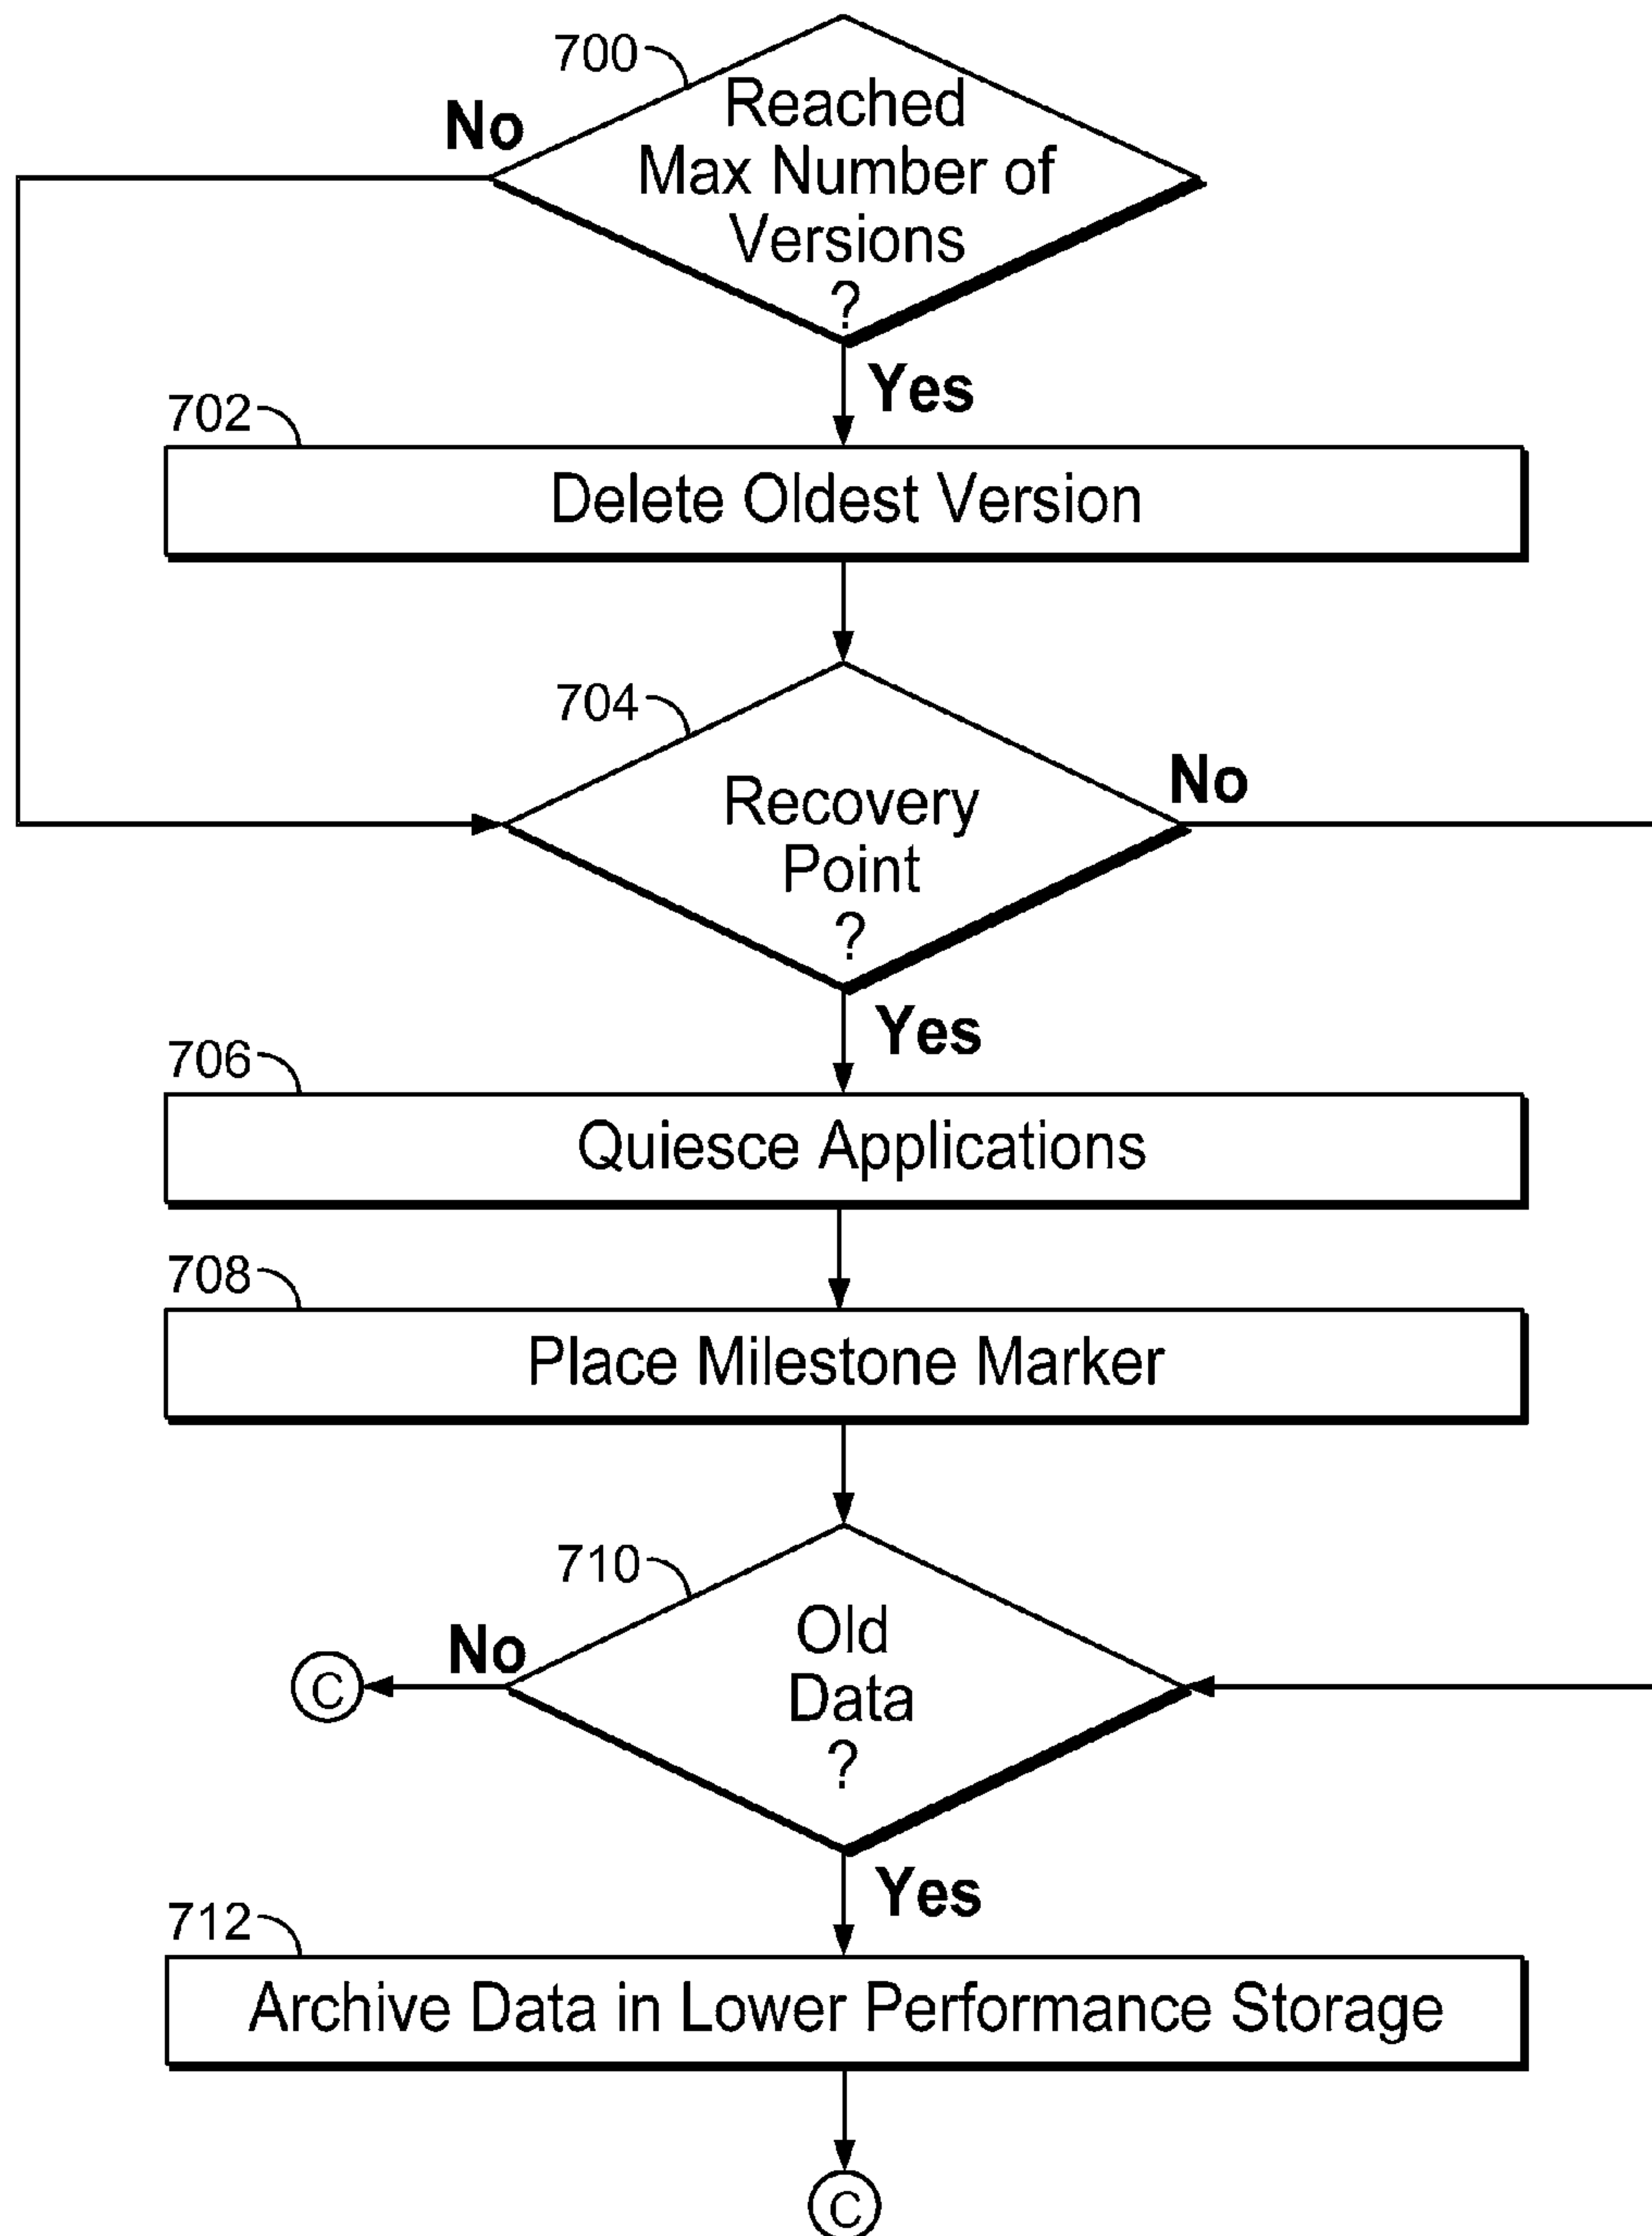 700
No
Reached
Max Number of
Versions
?
Yes
702
Delete Oldest Version
704
No
Recovery
Point
?
Yes
706
Quiesce Applications
708
Place Milestone Marker
710
No
Old
Data
?
C
Yes
712
Archive Data in Lower Performance Storage
C